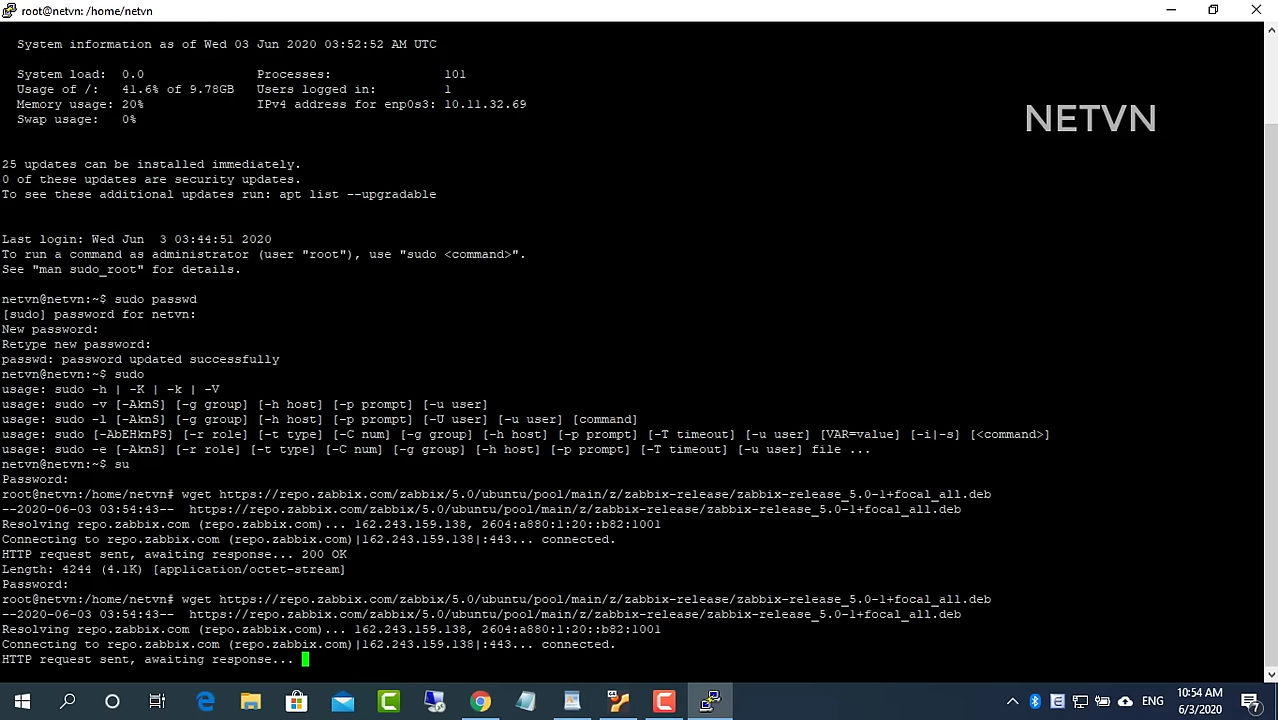 root@netvn: /home/netvn
System information as of Wed 03 Jun 2020 03:52:52 AM UTC
System load: 0.0 Processes: 101
Usage of /: 41.6% of 9.78GB Users logged in: 1
Memory usage: 20% IPv4 address for enp0s3: 10.11.32.69
Swap usage: 0%
NETVN
25 updates can be installed immediately.
0 of these updates are security updates.
To see these additional updates run: apt list --upgradable
Last login: Wed Jun 3 03:44:51 2020
To run a command as administrator (user "root"), use "sudo <command>".
See "man sudo_root" for details.
netvn@netvn:~$ sudo passwd
[sudo] password for netvn:
New password:
Retype new password:
passwd: password updated successfully
netvn@netvn:~$ sudo
usage: sudo -h | -K | -k | -V
usage: sudo -v [-AknS] [-g group] [-h host] [-p prompt] [-u user]
usage: sudo -l [-AknS] [-g group] [-h host] [-p prompt] [-U user] [-u user] [command]
usage: sudo [-AbEHknPS] [-r role] [-t type] [-C num] [-g group] [-h host] [-p prompt] [-T timeout] [-u user] [VAR=value] [-i|-s] [<command>]
usage: sudo -e [-AknS] [-r role] [-t type] [-C num] [-g group] [-h host] [-p prompt] [-T timeout] [-u user] file ...
netvn@netvn:~$ su
Password:
root@netvn:/home/netvn# wget https://repo.zabbix.com/zabbix/5.0/ubuntu/pool/main/z/zabbix-release/zabbix-release_5.0-1+focal_all.deb
--2020-06-03 03:54:43-- https://repo.zabbix.com/zabbix/5.0/ubuntu/pool/main/z/zabbix-release/zabbix-release_5.0-1+focal_all.deb
Resolving repo.zabbix.com (repo.zabbix.com)... 162.243.159.138, 2604:a880:1:20::b82:1001
Connecting to repo.zabbix.com (repo.zabbix.com)|162.243.159.138|:443... connected.
HTTP request sent, awaiting response... 200 OK
Length: 4244 (4.1K) [application/octet-stream]
Password:
root@netvn:/home/netvn# wget https://repo.zabbix.com/zabbix/5.0/ubuntu/pool/main/z/zabbix-release/zabbix-release_5.0-1+focal_all.deb
--2020-06-03 03:54:43-- https://repo.zabbix.com/zabbix/5.0/ubuntu/pool/main/z/zabbix-release/zabbix-release_5.0-1+focal_all.deb
Resolving repo.zabbix.com (repo.zabbix.com)... 162.243.159.138, 2604:a880:1:20::b82:1001
Connecting to repo.zabbix.com (repo.zabbix.com)|162.243.159.138|:443... connected.
HTTP request sent, awaiting response...
ENG
10:54 AM
6/3/2020